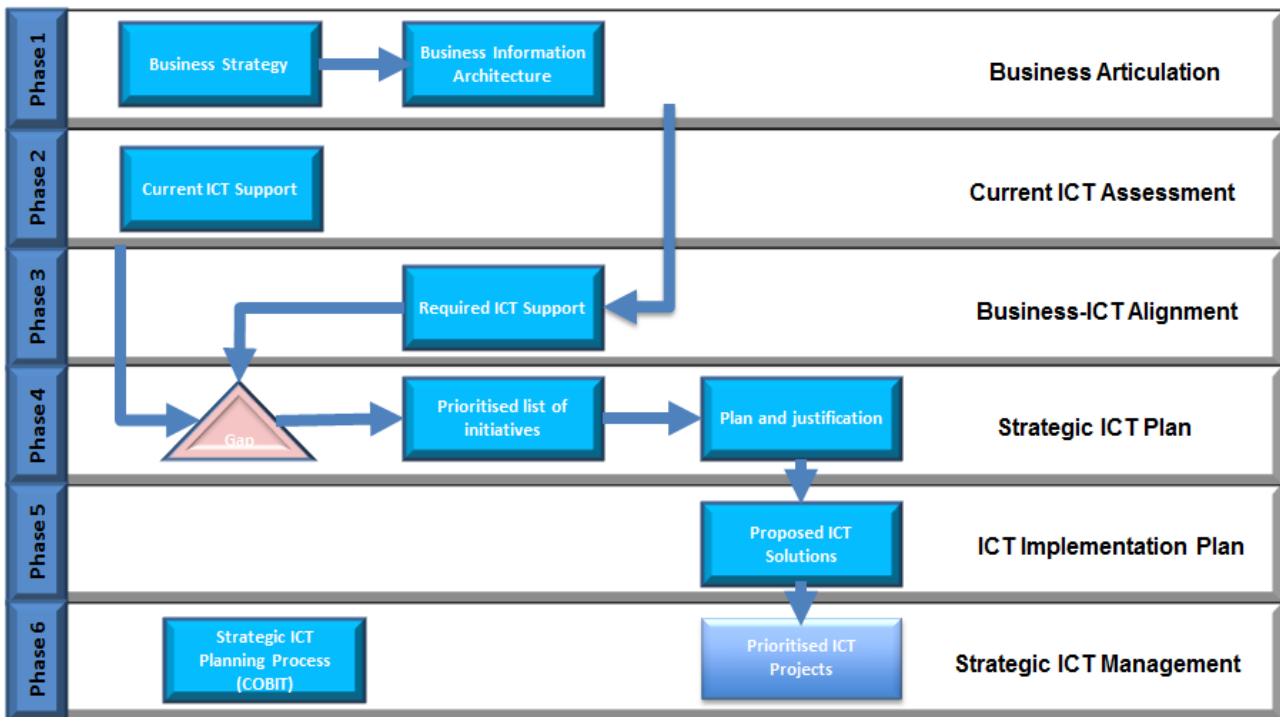 Phase 1
Business Strategy
Business Information
Architecture
Business Articulation
Phase 2
Current ICT Support
Current ICT Assessment
Phase 3
Required ICT Support
Business-ICT Alignment
Phase 4
Gap
Prioritised list of
initiatives
Plan and justification
Strategic ICT Plan
Phase 5
Proposed ICT
Solutions
ICT Implementation Plan
Phase 6
Strategic ICT
Planning Process
(COBIT)
Prioritised ICT
Projects
Strategic ICT Management